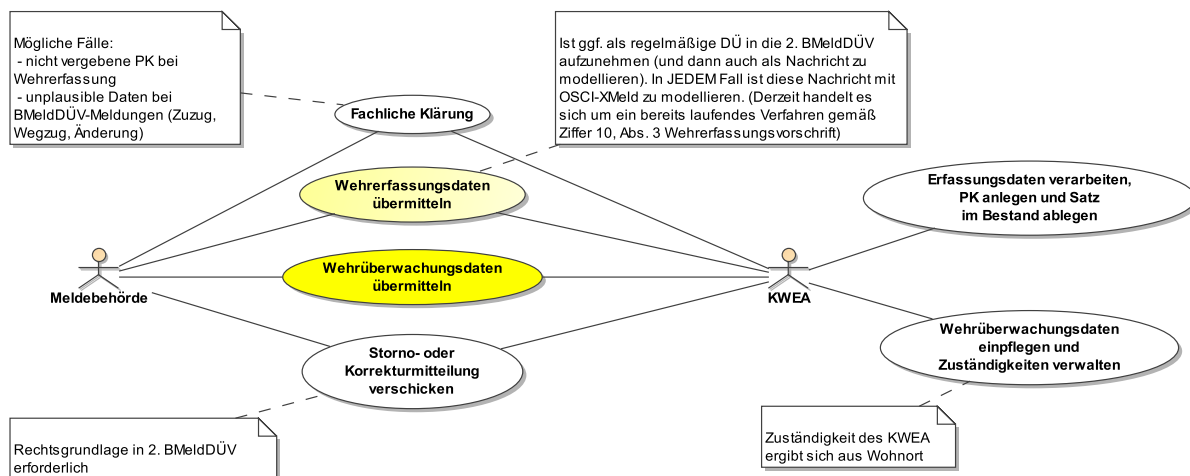 Mögliche Fälle:
- nicht vergebene PK bei
Wehrerfassung
- unplausible Daten bei
BMeldDÜV-Meldungen (Zuzug,
Wegzug, Änderung)
Ist ggf. als regelmäßige DÜ in die 2. BMeldDÜV
aufzunehmen (und dann auch als Nachricht zu
modellieren). In JEDEM Fall ist diese Nachricht mit
OSCI-XMeld zu modellieren. (Derzeit handelt es
sich um ein bereits laufendes Verfahren gemäß
Ziffer 10, Abs. 3 Wehrerfassungsvorschrift)
Fachliche Klärung
Wehrerfassungsdaten
übermitteln
Erfassungsdaten verarbeiten,
PK anlegen und Satz
im Bestand ablegen
Meldebehörde
Wehrüberwachungsdaten
übermitteln
KWEA
Storno- oder
Korrekturmitteilung
verschicken
Wehrüberwachungsdaten
einpflegen und
Zuständigkeiten verwalten
Rechtsgrundlage in 2. BMeldDÜV
erforderlich
Zuständigkeit des KWEA
ergibt sich aus Wohnort